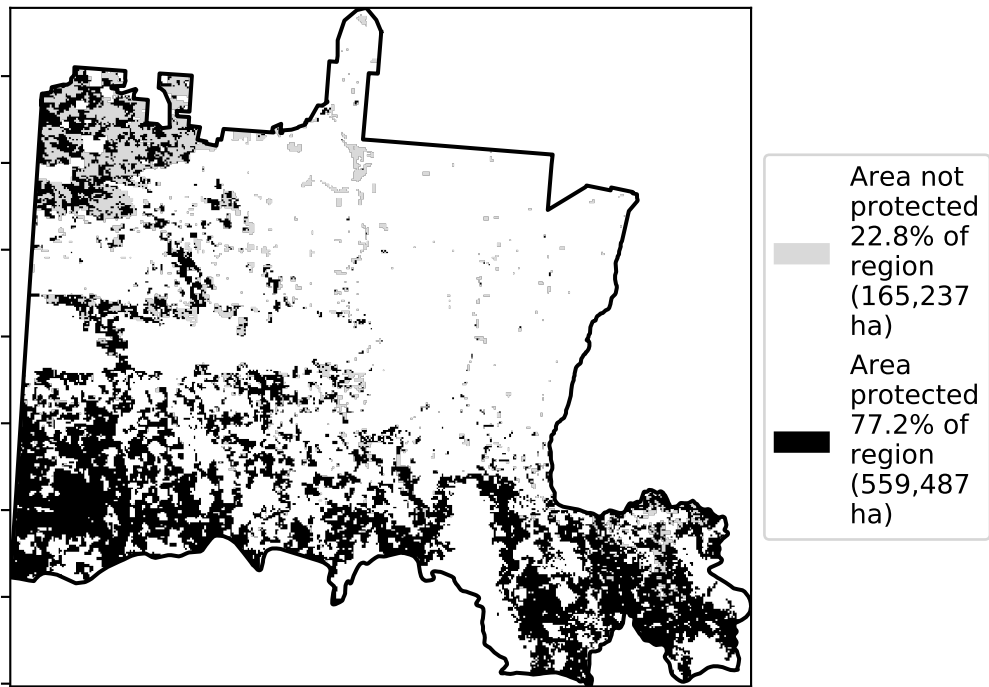 Area not
protected
22.8% of
region
(165,237
ha)
Area
protected
77.2% of
region
(559,487
ha)